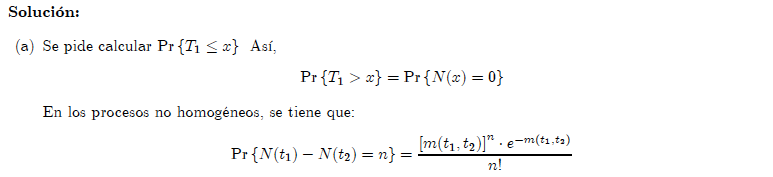 Solución:
(a) Se pide calcular Pr {T₁ ≤ x} Así,
Pr {T₁ > x} = Pr {N(x) = 0}
En los procesos no homogéneos, se tiene que:
Pr {N(t₁) − N(t₂) = n} = [m(t₁, t₂)]ⁿ · e^{−m(t₁,t₂)} / n!